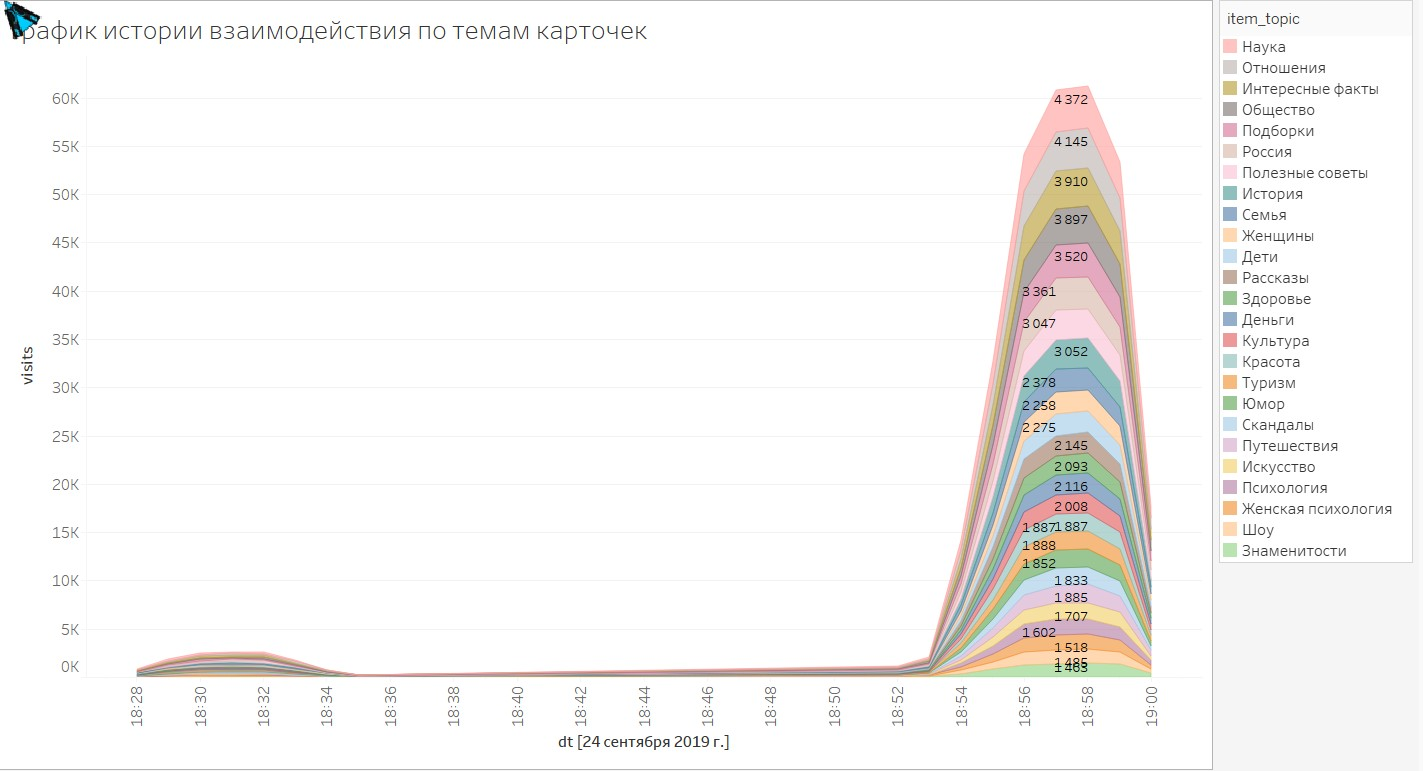 рафик истории взаимодействия по темам карточек
60K
55K
50K
45K
40K
35K
30K
25K
20K
15K
10K
5K
0K
visits
4 372
4 145
3 910
3 897
3 520
3 361
3 047
3 052
2 378
2 258
2 275
2 145
2 093
2 116
2 008
1 887 1 887
1 888
1 852
1 833
1 885
1 707
1 602
1 518
1 485
18:28
18:30
18:32
18:34
18:36
18:38
18:40
18:42
18:44
18:46
18:48
18:50
18:52
18:54
18:56
18:58
19:00
dt [24 сентября 2019 г.]
item_topic
Наука
Отношения
Интересные факты
Общество
Подборки
Россия
Полезные советы
История
Семья
Женщины
Дети
Рассказы
Здоровье
Деньги
Культура
Красота
Туризм
Юмор
Скандалы
Путешествия
Искусство
Психология
Женская психология
Шоу
Знаменитости